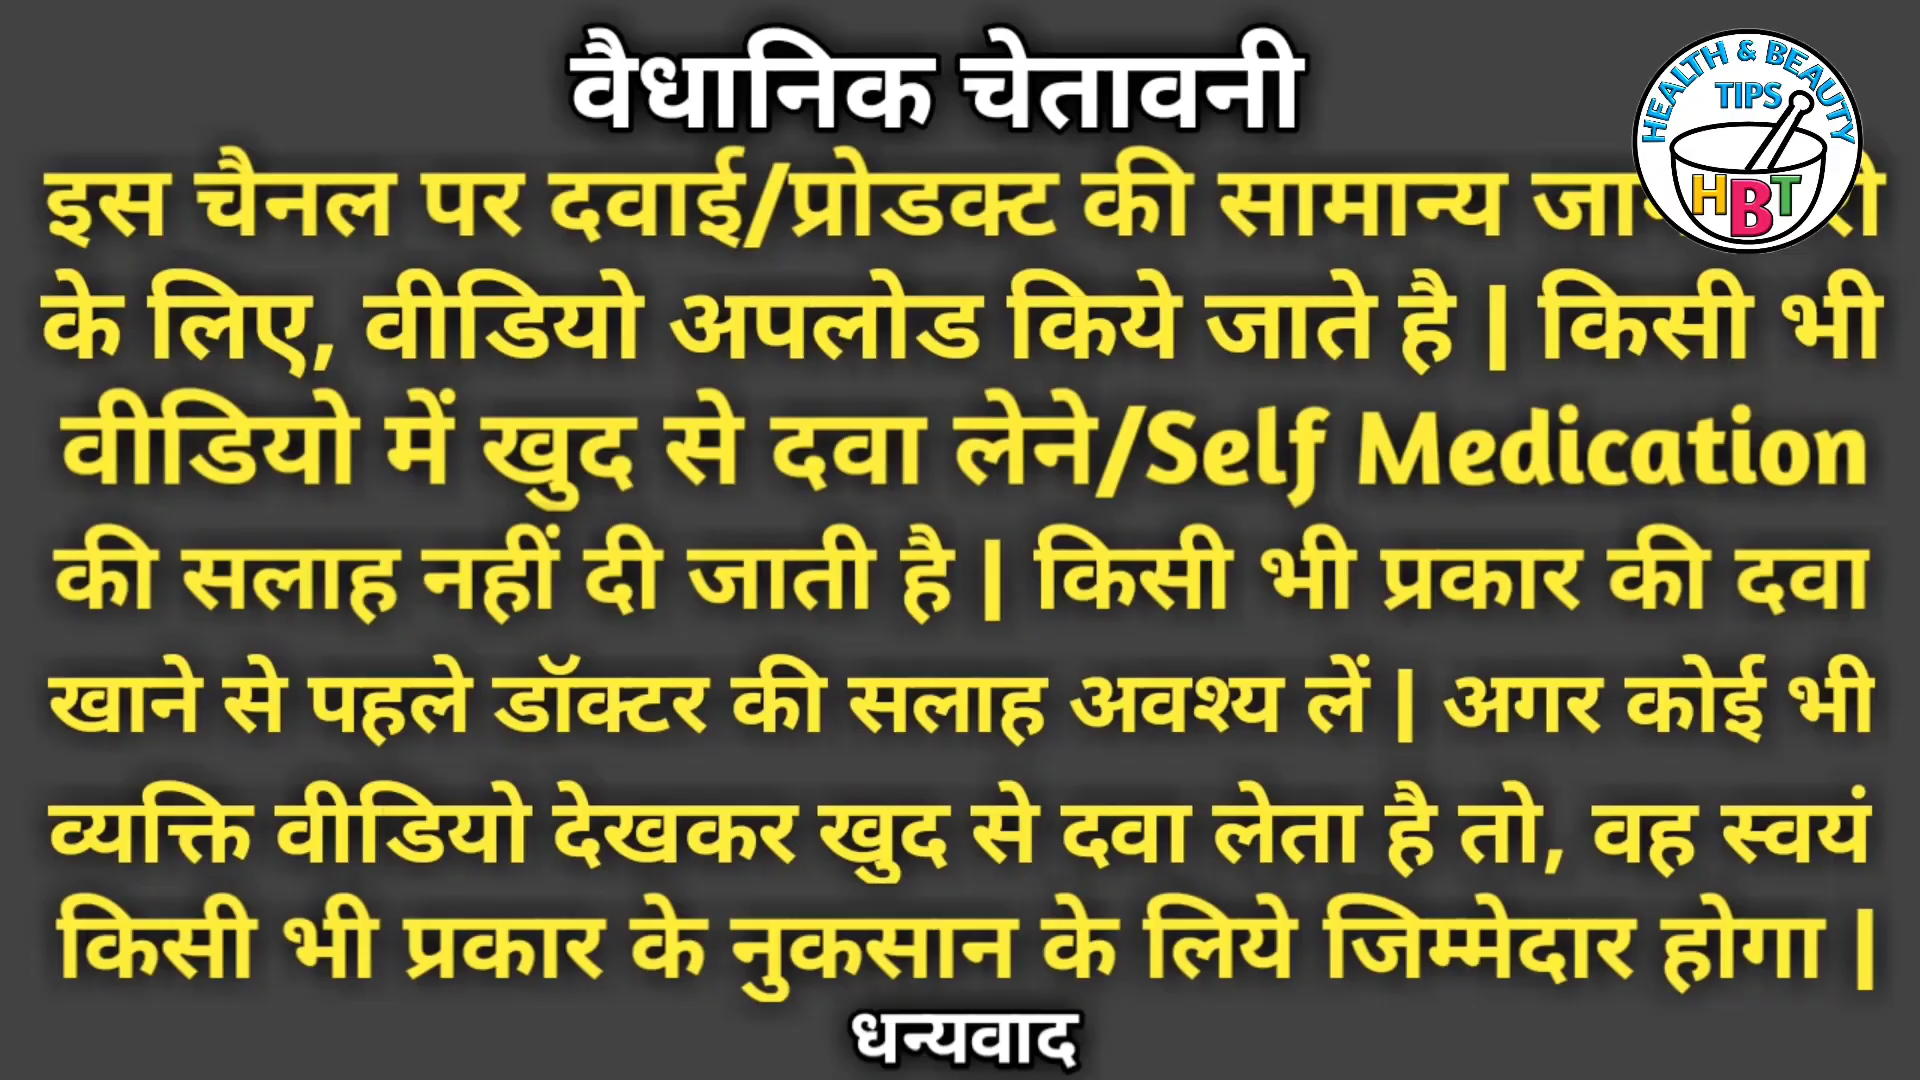 वैधानिक चेतावनी
HEALTH & BEAUTY
TIPS
HBT
इस चैनल पर दवाई/प्रोडक्ट की सामान्य
के लिए, वीडियो अपलोड किये जाते है | किसी भी
वीडियो में खुद से दवा लेने/Self Medication
की सलाह नहीं दी जाती है | किसी भी प्रकार की दवा
खाने से पहले डॉक्टर की सलाह अवश्य लें | अगर कोई भी
व्यक्ति वीडियो देखकर खुद से दवा लेता है तो, वह स्वयं
किसी भी प्रकार के नुकसान के लिये जिम्मेदार होगा |
धन्यवाद